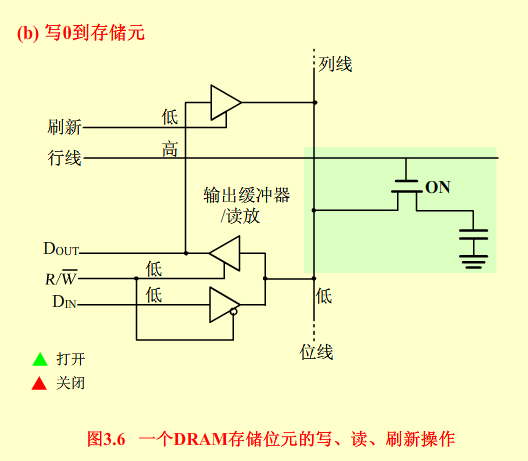 (b) 写0到存储元
列线
低
刷新
高
行线
ON
输出缓冲器
/读放
DOUT
低
R/W̅
低
DIN
低
位线
打开
关闭
图3.6 一个DRAM存储位元的写、读、刷新操作